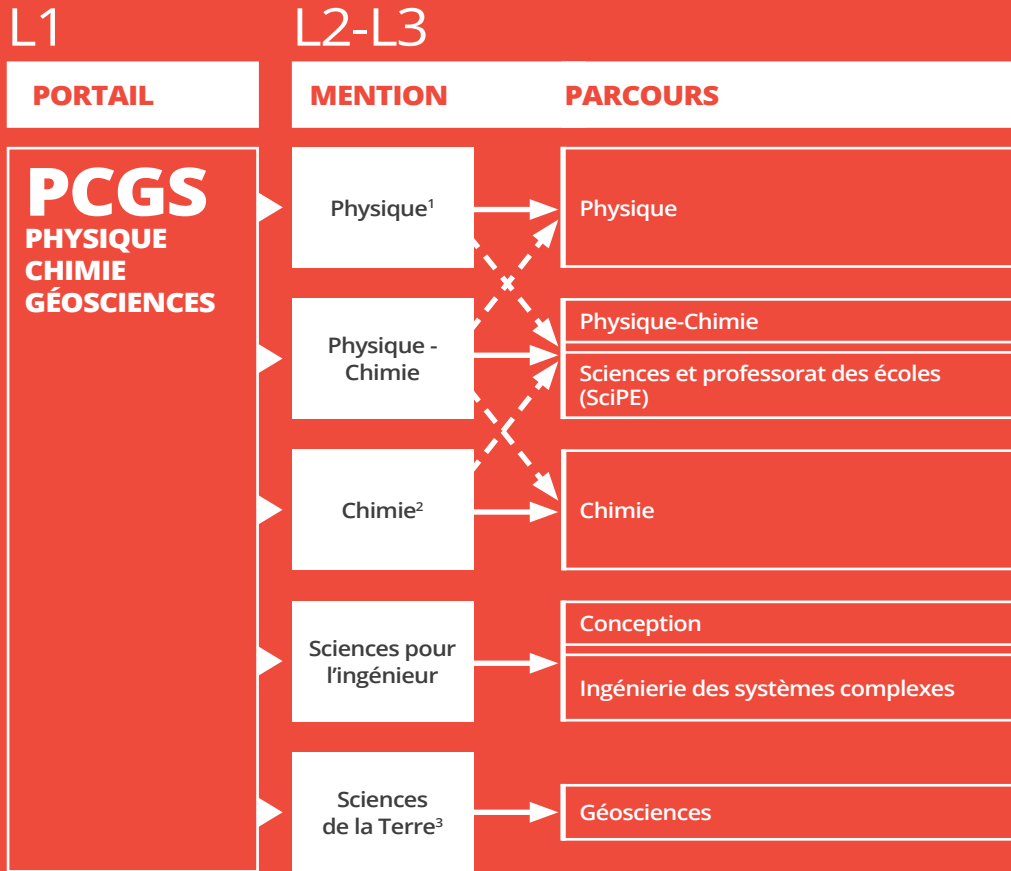 L1
L2-L3
PORTAIL
MENTION
PARCOURS
PCGS
PHYSIQUE
CHIMIE
GÉOSCIENCES
Physique¹
Physique
Physique -
Chimie
Physique-Chimie
Sciences et professorat des écoles
(SciPE)
Chimie²
Chimie
Sciences pour
l'ingénieur
Conception
Ingénierie des systèmes complexes
Sciences
de la Terre³
Géosciences